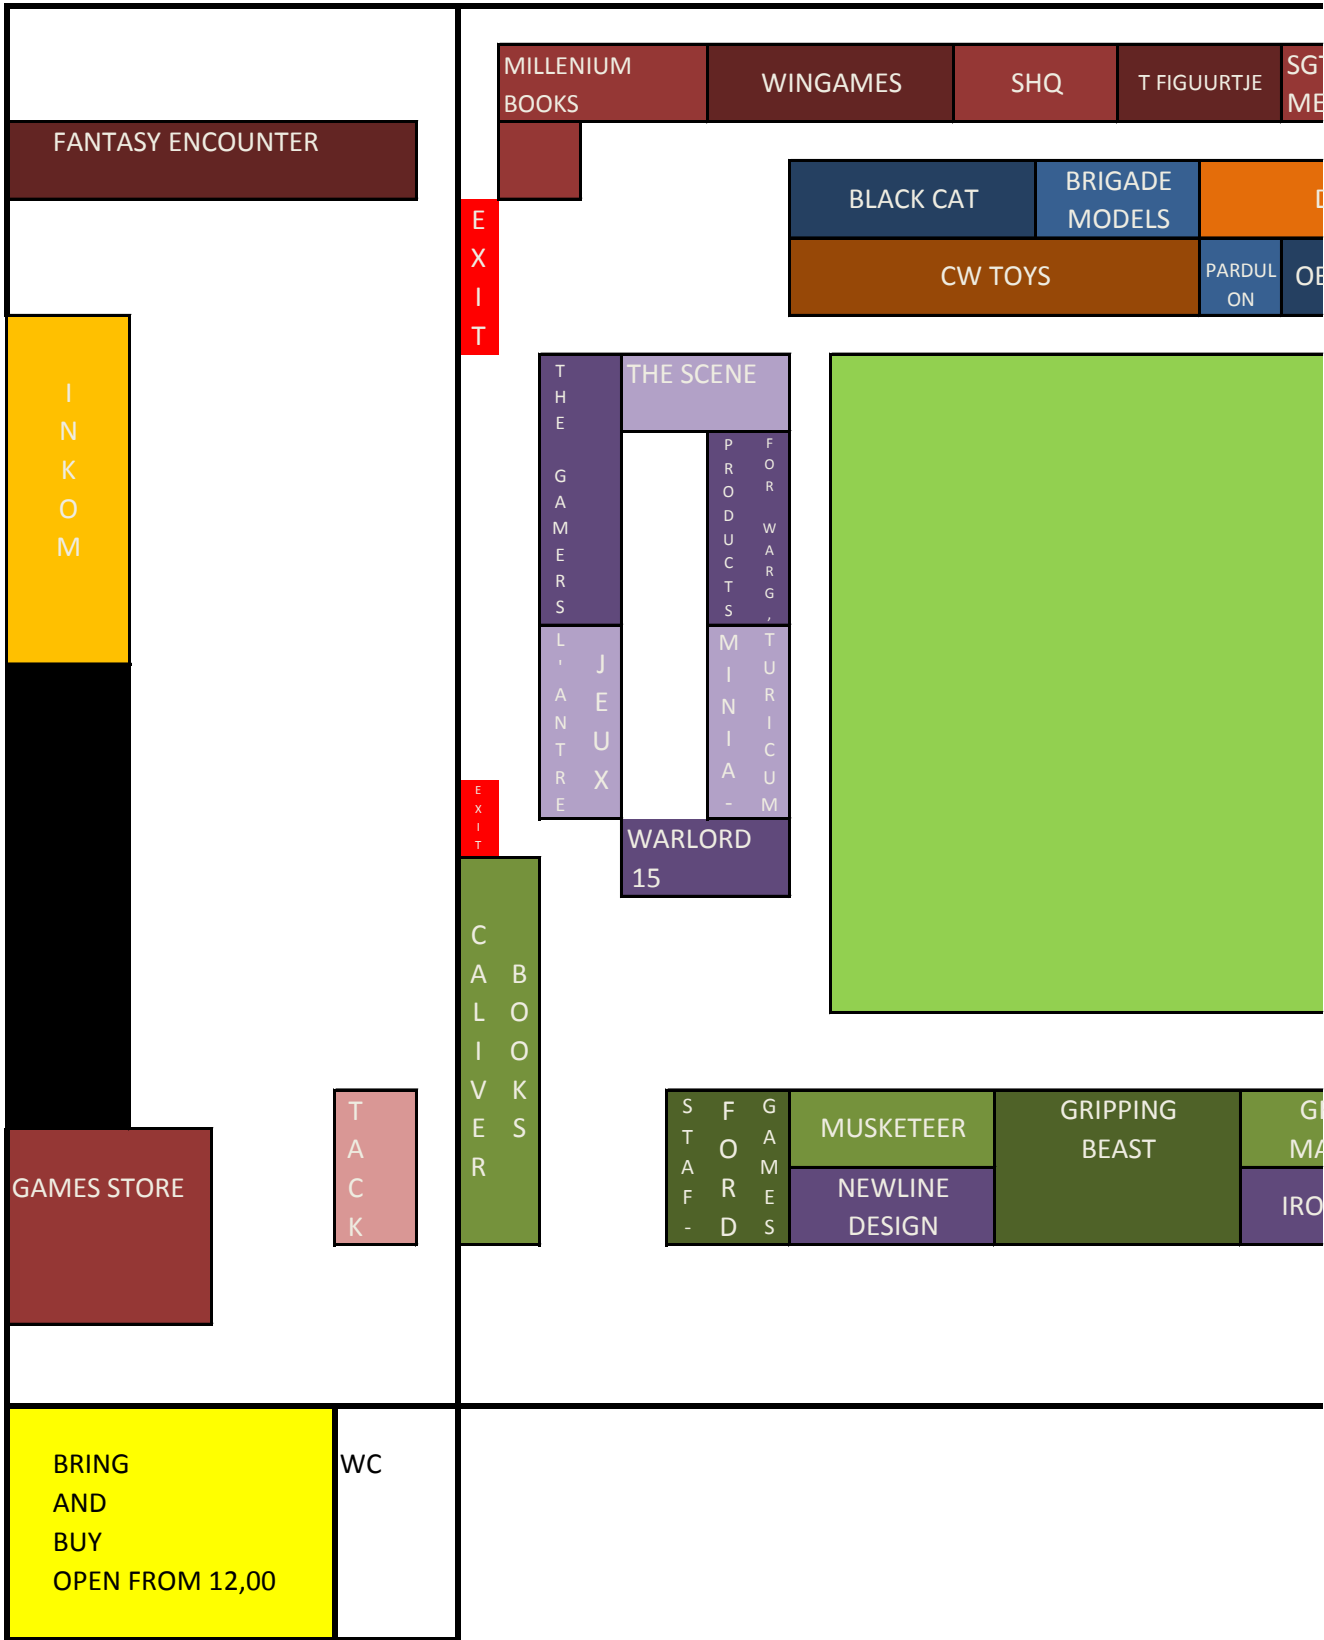 MILLENIUM
BOOKS
WINGAMES
SHQ
T FIGUURTJE
FANTASY ENCOUNTER
BLACK CAT
BRIGADE
MODELS
CW TOYS
PARDUL
ON
EXIT
INKOM
THE GAMERS
THE SCENE
PRODUCTS
FOR WARG,
L'ANTRE
JEUX
MINIA-
TURICUM
EXIT
WARLORD
15
CALIVER
BOOKS
TACK
GAMES STORE
STAF-
FORD
GAMES
MUSKETEER
NEWLINE
DESIGN
GRIPPING
BEAST
BRING
AND
BUY
OPEN FROM 12,00
WC